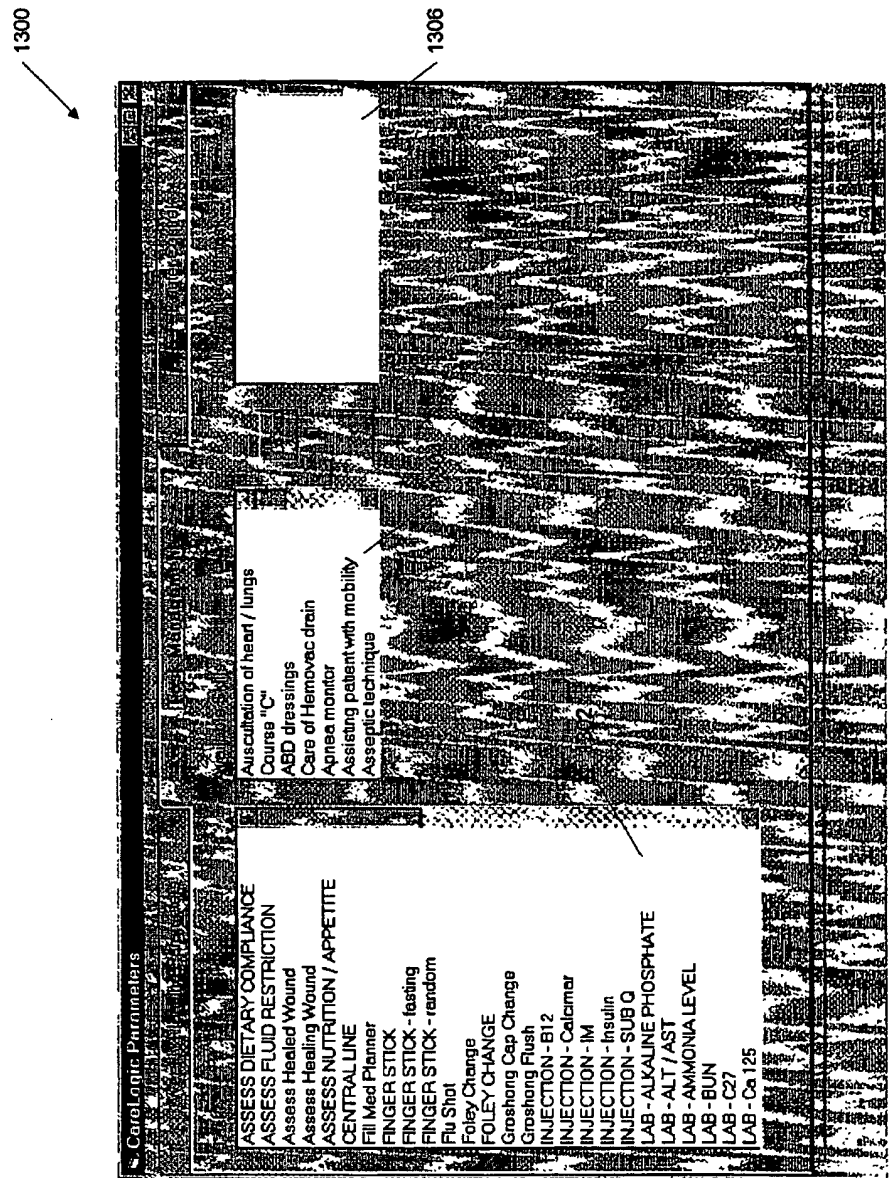 1300
1306
CareLogic Parameters
ASSESS DIETARY COMPLIANCE
ASSESS FLUID RESTRICTION
Assess Healed Wound
Assess Healing Wound
ASSESS NUTRITION / APPETITE
CENTRAL LINE
Fill Med Planner
FINGER STICK
FINGER STICK - fasting
FINGER STICK - random
Flu Shot
Foley Change
FOLEY CHANGE
Groshong Cap Change
Groshong Flush
INJECTION - B12
INJECTION - Calcimar
INJECTION - IM
INJECTION - Insulin
INJECTION - SUB Q
LAB - ALKALINE PHOSPHATE
LAB - ALT / AST
LAB - AMMONIA LEVEL
LAB - BUN
LAB - C27
LAB - Ca 125
Auscultation of heart / lungs
Course "C"
ABD dressings
Care of Hemovac drain
Apnea monitor
Assisting patient with mobility
Asseptic technique